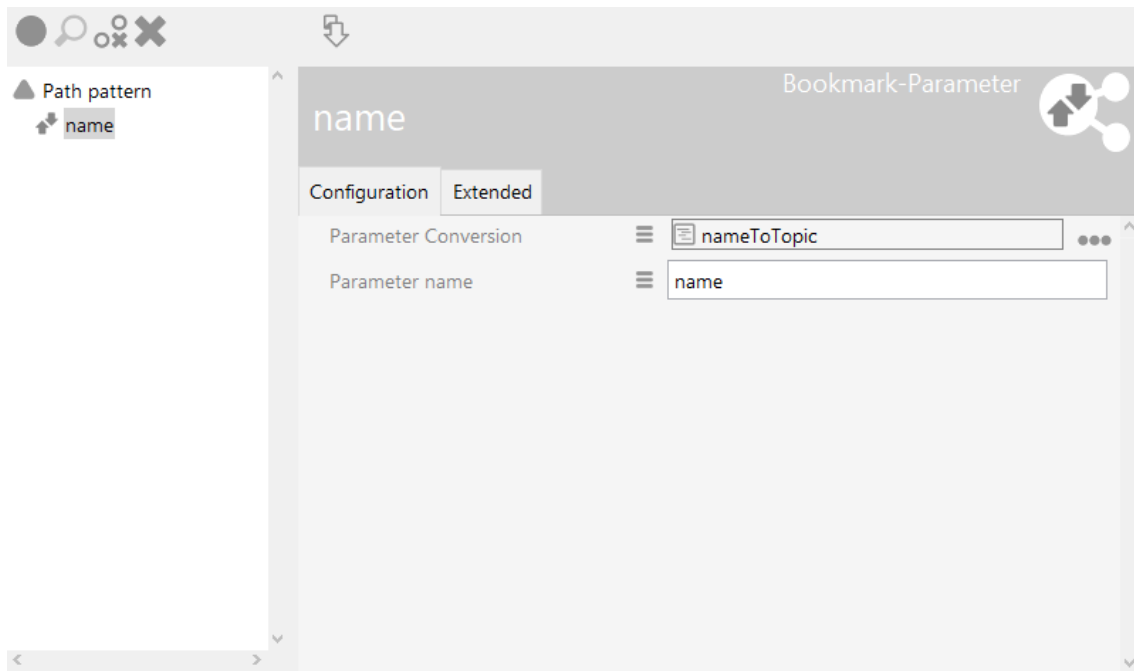 Path pattern
name
Bookmark-Parameter
name
Configuration Extended
Parameter Conversion nameToTopic
Parameter name name